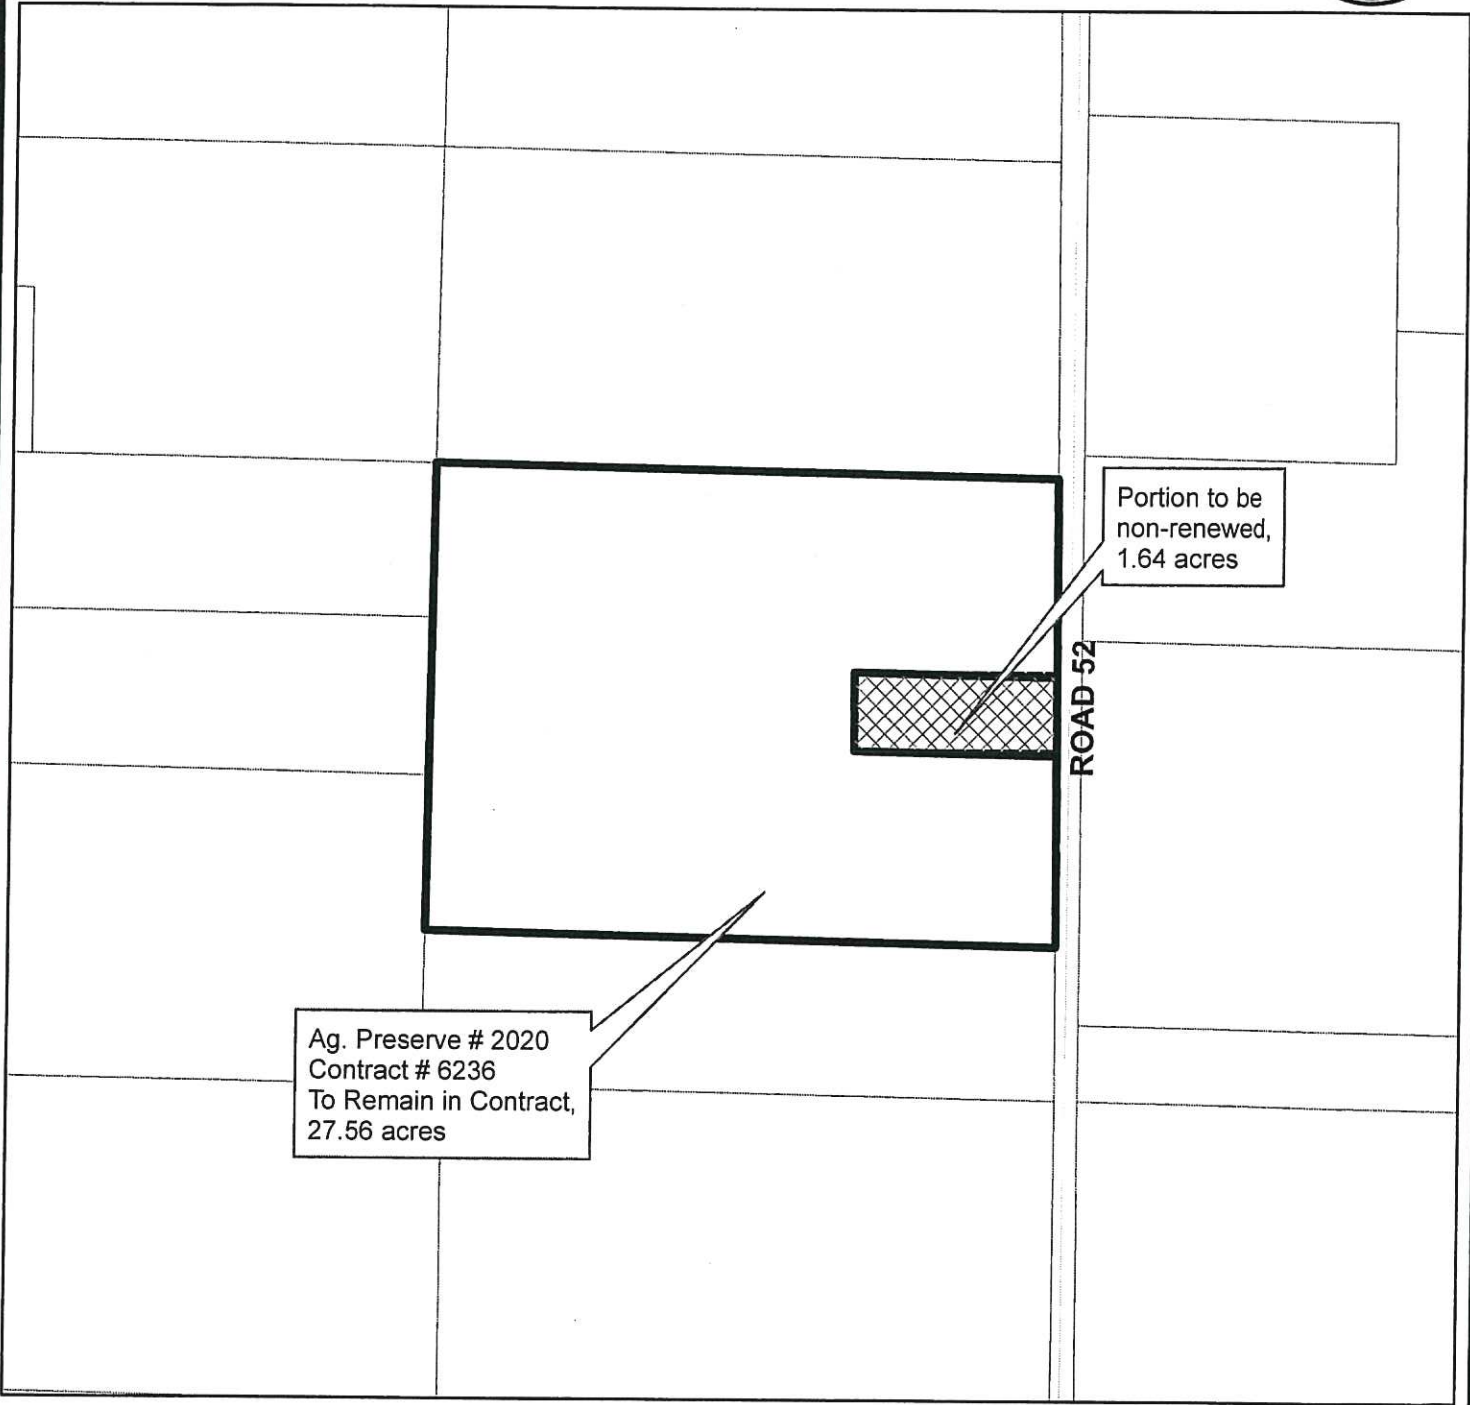 Portion to be
non-renewed,
1.64 acres
ROAD 52
Ag. Preserve # 2020
Contract # 6236
To Remain in Contract,
27.56 acres